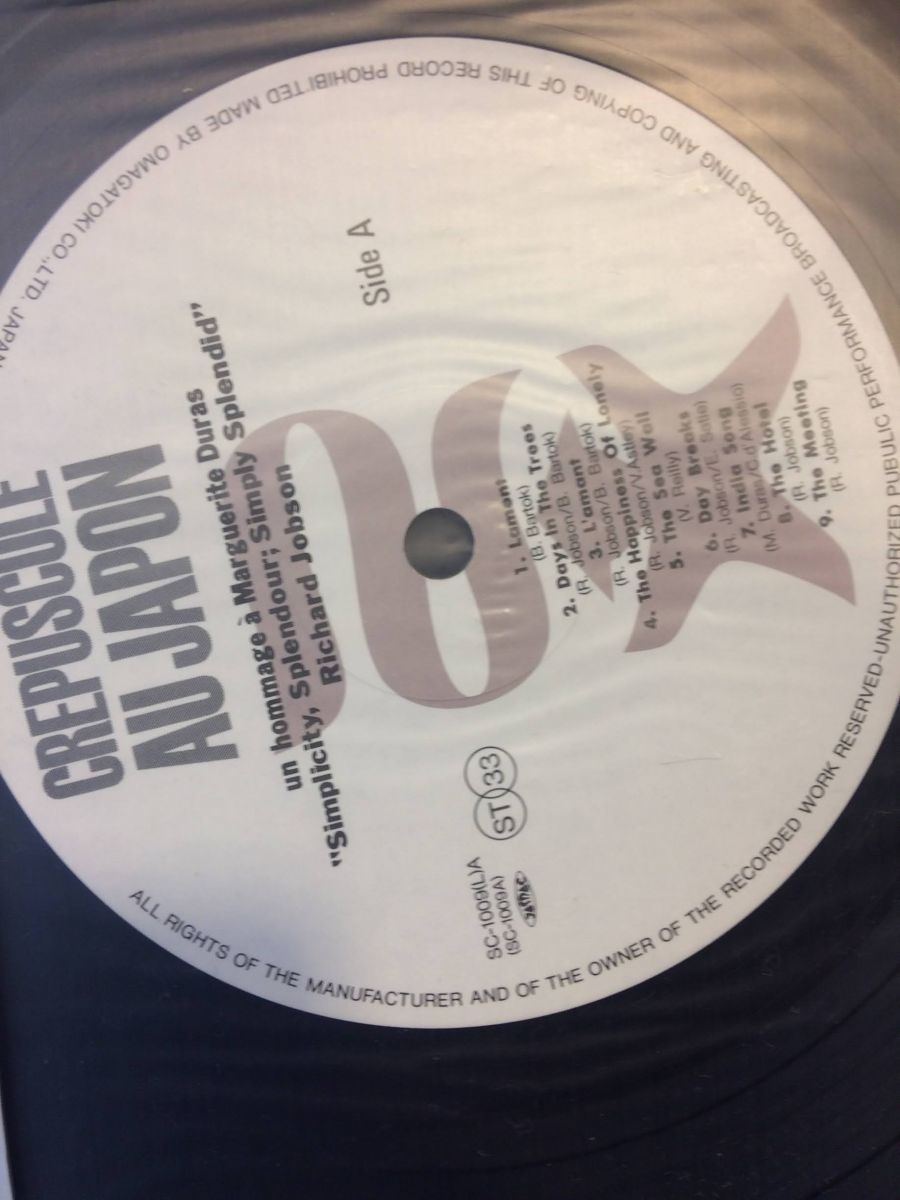 CREPUSCULE
AU JAPON
un hommage à Marguerite Duras
"Simplicity, Splendour; Simply Splendid"
Richard Jobson
Side A
SC-1009(L)A
(SC-1009A)
JASRAC
ST 33
1. Lament
(B. Bartok)
2. Days In The Trees
(R. Jobson/B. Bartok)
3. L'amant
(R. Jobson/B. Bartok)
4. The Happiness Of Lonely
(R. Jobson/V.Astley)
5. The Sea Wall
(V. Reilly)
6. Day Breaks
(R. Jobson/E. Satie)
7. India Song
(M. Duras/C.d'Alessio)
8. The Hotel
(R. Jobson)
9. The Meeting
(R. Jobson)
ALL RIGHTS OF THE MANUFACTURER AND OF THE OWNER OF THE RECORDED WORK RESERVED-UNAUTHORIZED PUBULIC PERFORMANCE BROADCASTING AND COPYING OF THIS RECORD PROHIBITED MADE BY OMAGATOKI CO.,LTD. JAPAN